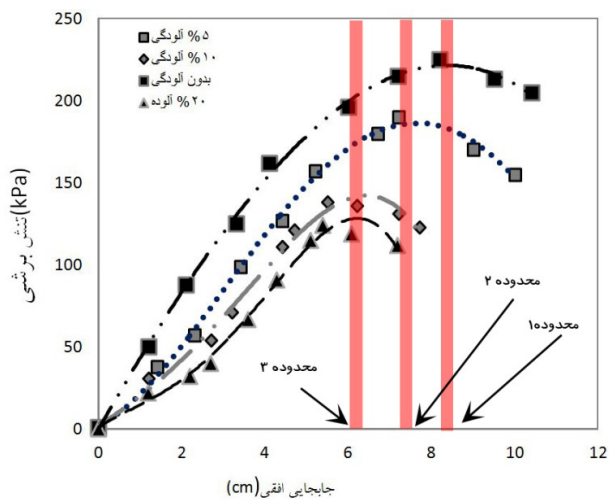 % ۵ آلودگی
% ۱۰ آلودگی
بدون آلودگی
% ۲۰ آلوده
250
200
150
100
50
0
تنش برشی(kPa)
محدوده ۲
محدوده۱
محدوده ۳
0 2 4 6 8 10 12
جابجایی افقی(cm)